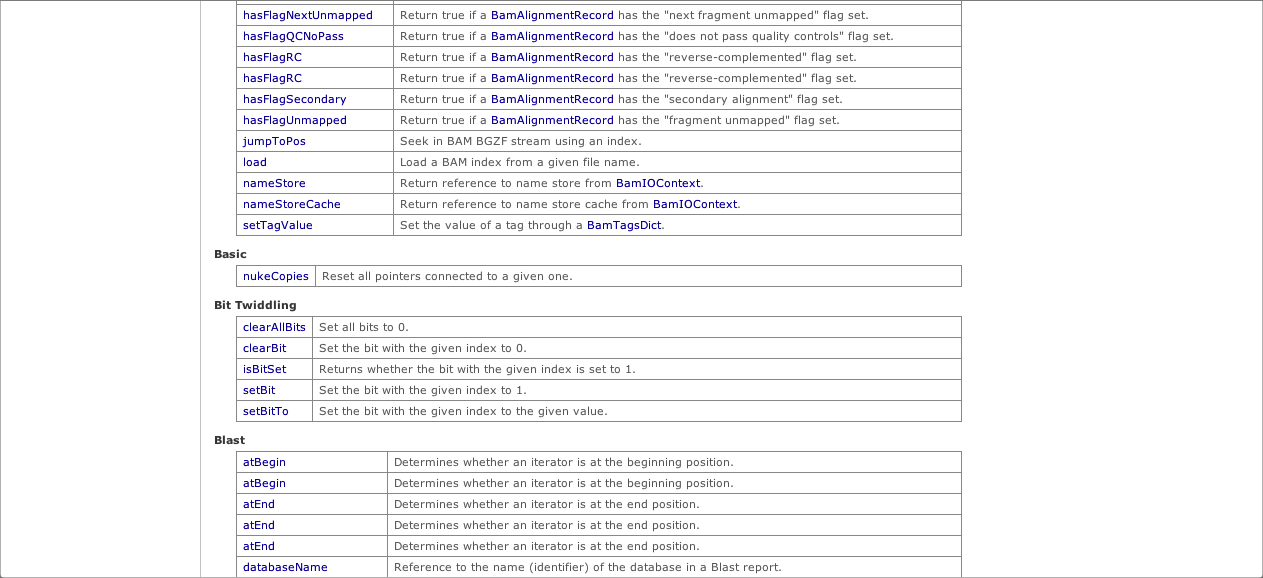 hasFlagNextUnmapped Return true if a BamAlignmentRecord has the "next fragment unmapped" flag set.
hasFlagQCNoPass Return true if a BamAlignmentRecord has the "does not pass quality controls" flag set.
hasFlagRC Return true if a BamAlignmentRecord has the "reverse-complemented" flag set.
hasFlagRC Return true if a BamAlignmentRecord has the "reverse-complemented" flag set.
hasFlagSecondary Return true if a BamAlignmentRecord has the "secondary alignment" flag set.
hasFlagUnmapped Return true if a BamAlignmentRecord has the "fragment unmapped" flag set.
jumpToPos Seek in BAM BGZF stream using an index.
load Load a BAM index from a given file name.
nameStore Return reference to name store from BamIOContext.
nameStoreCache Return reference to name store cache from BamIOContext.
setTagValue Set the value of a tag through a BamTagsDict.
Basic
nukeCopies Reset all pointers connected to a given one.
Bit Twiddling
clearAllBits Set all bits to 0.
clearBit Set the bit with the given index to 0.
isBitSet Returns whether the bit with the given index is set to 1.
setBit Set the bit with the given index to 1.
setBitTo Set the bit with the given index to the given value.
Blast
atBegin Determines whether an iterator is at the beginning position.
atBegin Determines whether an iterator is at the beginning position.
atEnd Determines whether an iterator is at the end position.
atEnd Determines whether an iterator is at the end position.
atEnd Determines whether an iterator is at the end position.
databaseName Reference to the name (identifier) of the database in a Blast report.